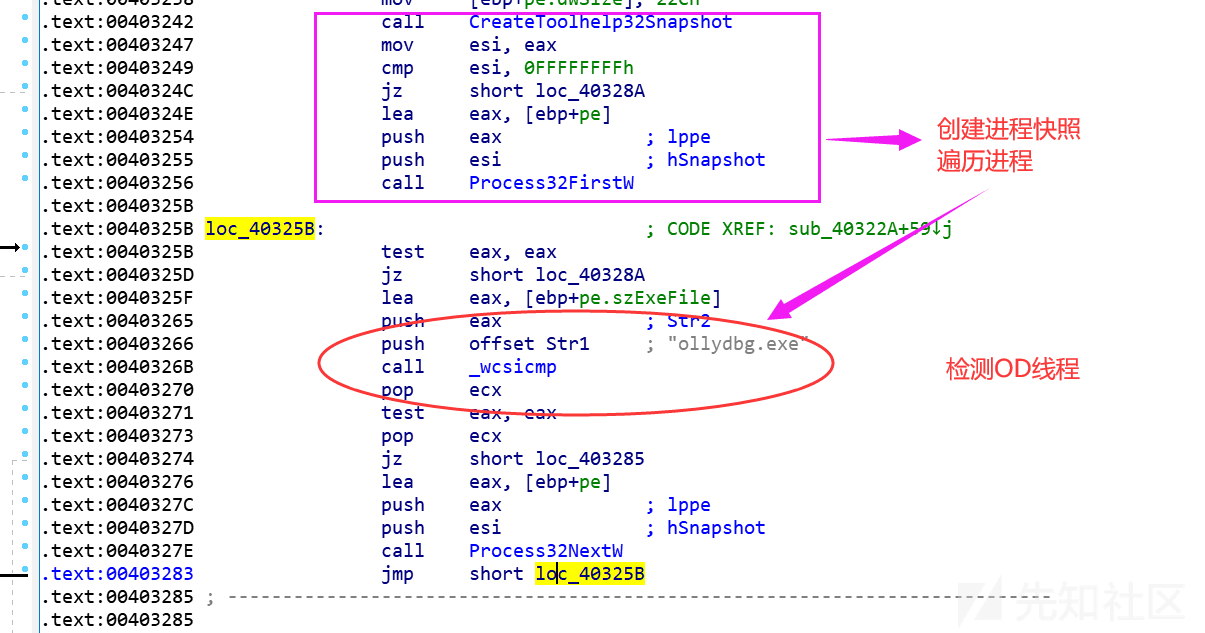 mov [ebp+pe.dwSize], 22Ch
.text:00403242 call CreateToolhelp32Snapshot
.text:00403247 mov esi, eax
.text:00403249 cmp esi, 0FFFFFFFFh
.text:0040324C jz short loc_40328A
.text:0040324E lea eax, [ebp+pe]
.text:00403254 push eax ; lppe
.text:00403255 push esi ; hSnapshot
.text:00403256 call Process32FirstW
.text:0040325B
.text:0040325B loc_40325B: ; CODE XREF: sub_40322A+59↓j
.text:0040325B test eax, eax
.text:0040325D jz short loc_40328A
.text:0040325F lea eax, [ebp+pe.szExeFile]
.text:00403265 push eax ; Str2
.text:00403266 push offset Str1 ; "ollydbg.exe"
.text:0040326B call _wcsicmp
.text:00403270 pop ecx
.text:00403271 test eax, eax
.text:00403273 pop ecx
.text:00403274 jz short loc_403285
.text:00403276 lea eax, [ebp+pe]
.text:0040327C push eax ; lppe
.text:0040327D push esi ; hSnapshot
.text:0040327E call Process32NextW
.text:00403283 jmp short loc_40325B
.text:00403285 ; ---------------------------------------------------------------------------
.text:00403285
创建进程快照
遍历进程
检测OD线程
先知社区